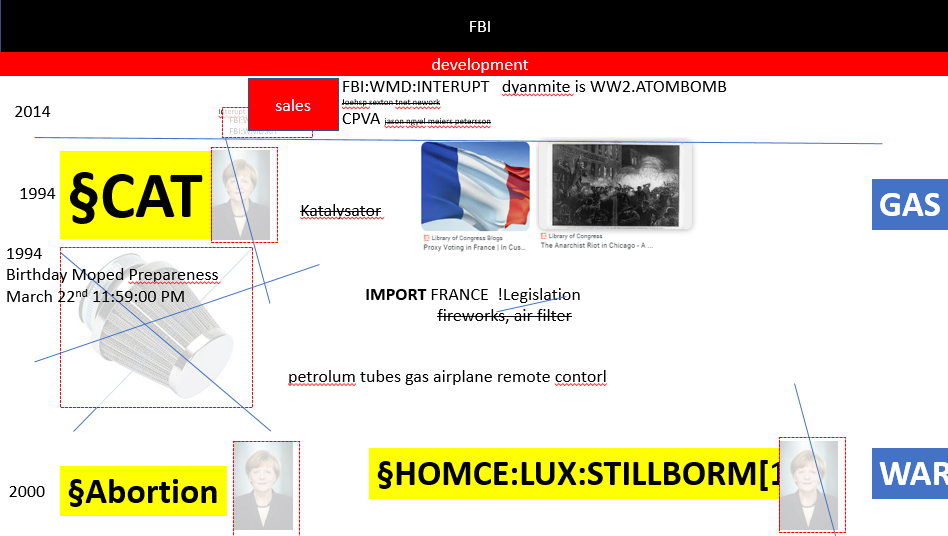 FBI
development
FBI:WMD:INTERUPT dyanmite is WW2.ATOMBOMB
sales
Joehsp sexton tnet nework
2014
CPVA jason ngyel meiers petersson
1994
§CAT
Katalysator
GAS
Library of Congress Blogs
Proxy Voting in France | In Cus...
Library of Congress
The Anarchist Riot in Chicago - A ...
1994
Birthday Moped Prepareness
March 22nd 11:59:00 PM
IMPORT FRANCE !Legislation
fireworks, air filter
petrolum tubes gas airplane remote contorl
2000
§Abortion
§HOMCE:LUX:STILLBORM[1
WAR